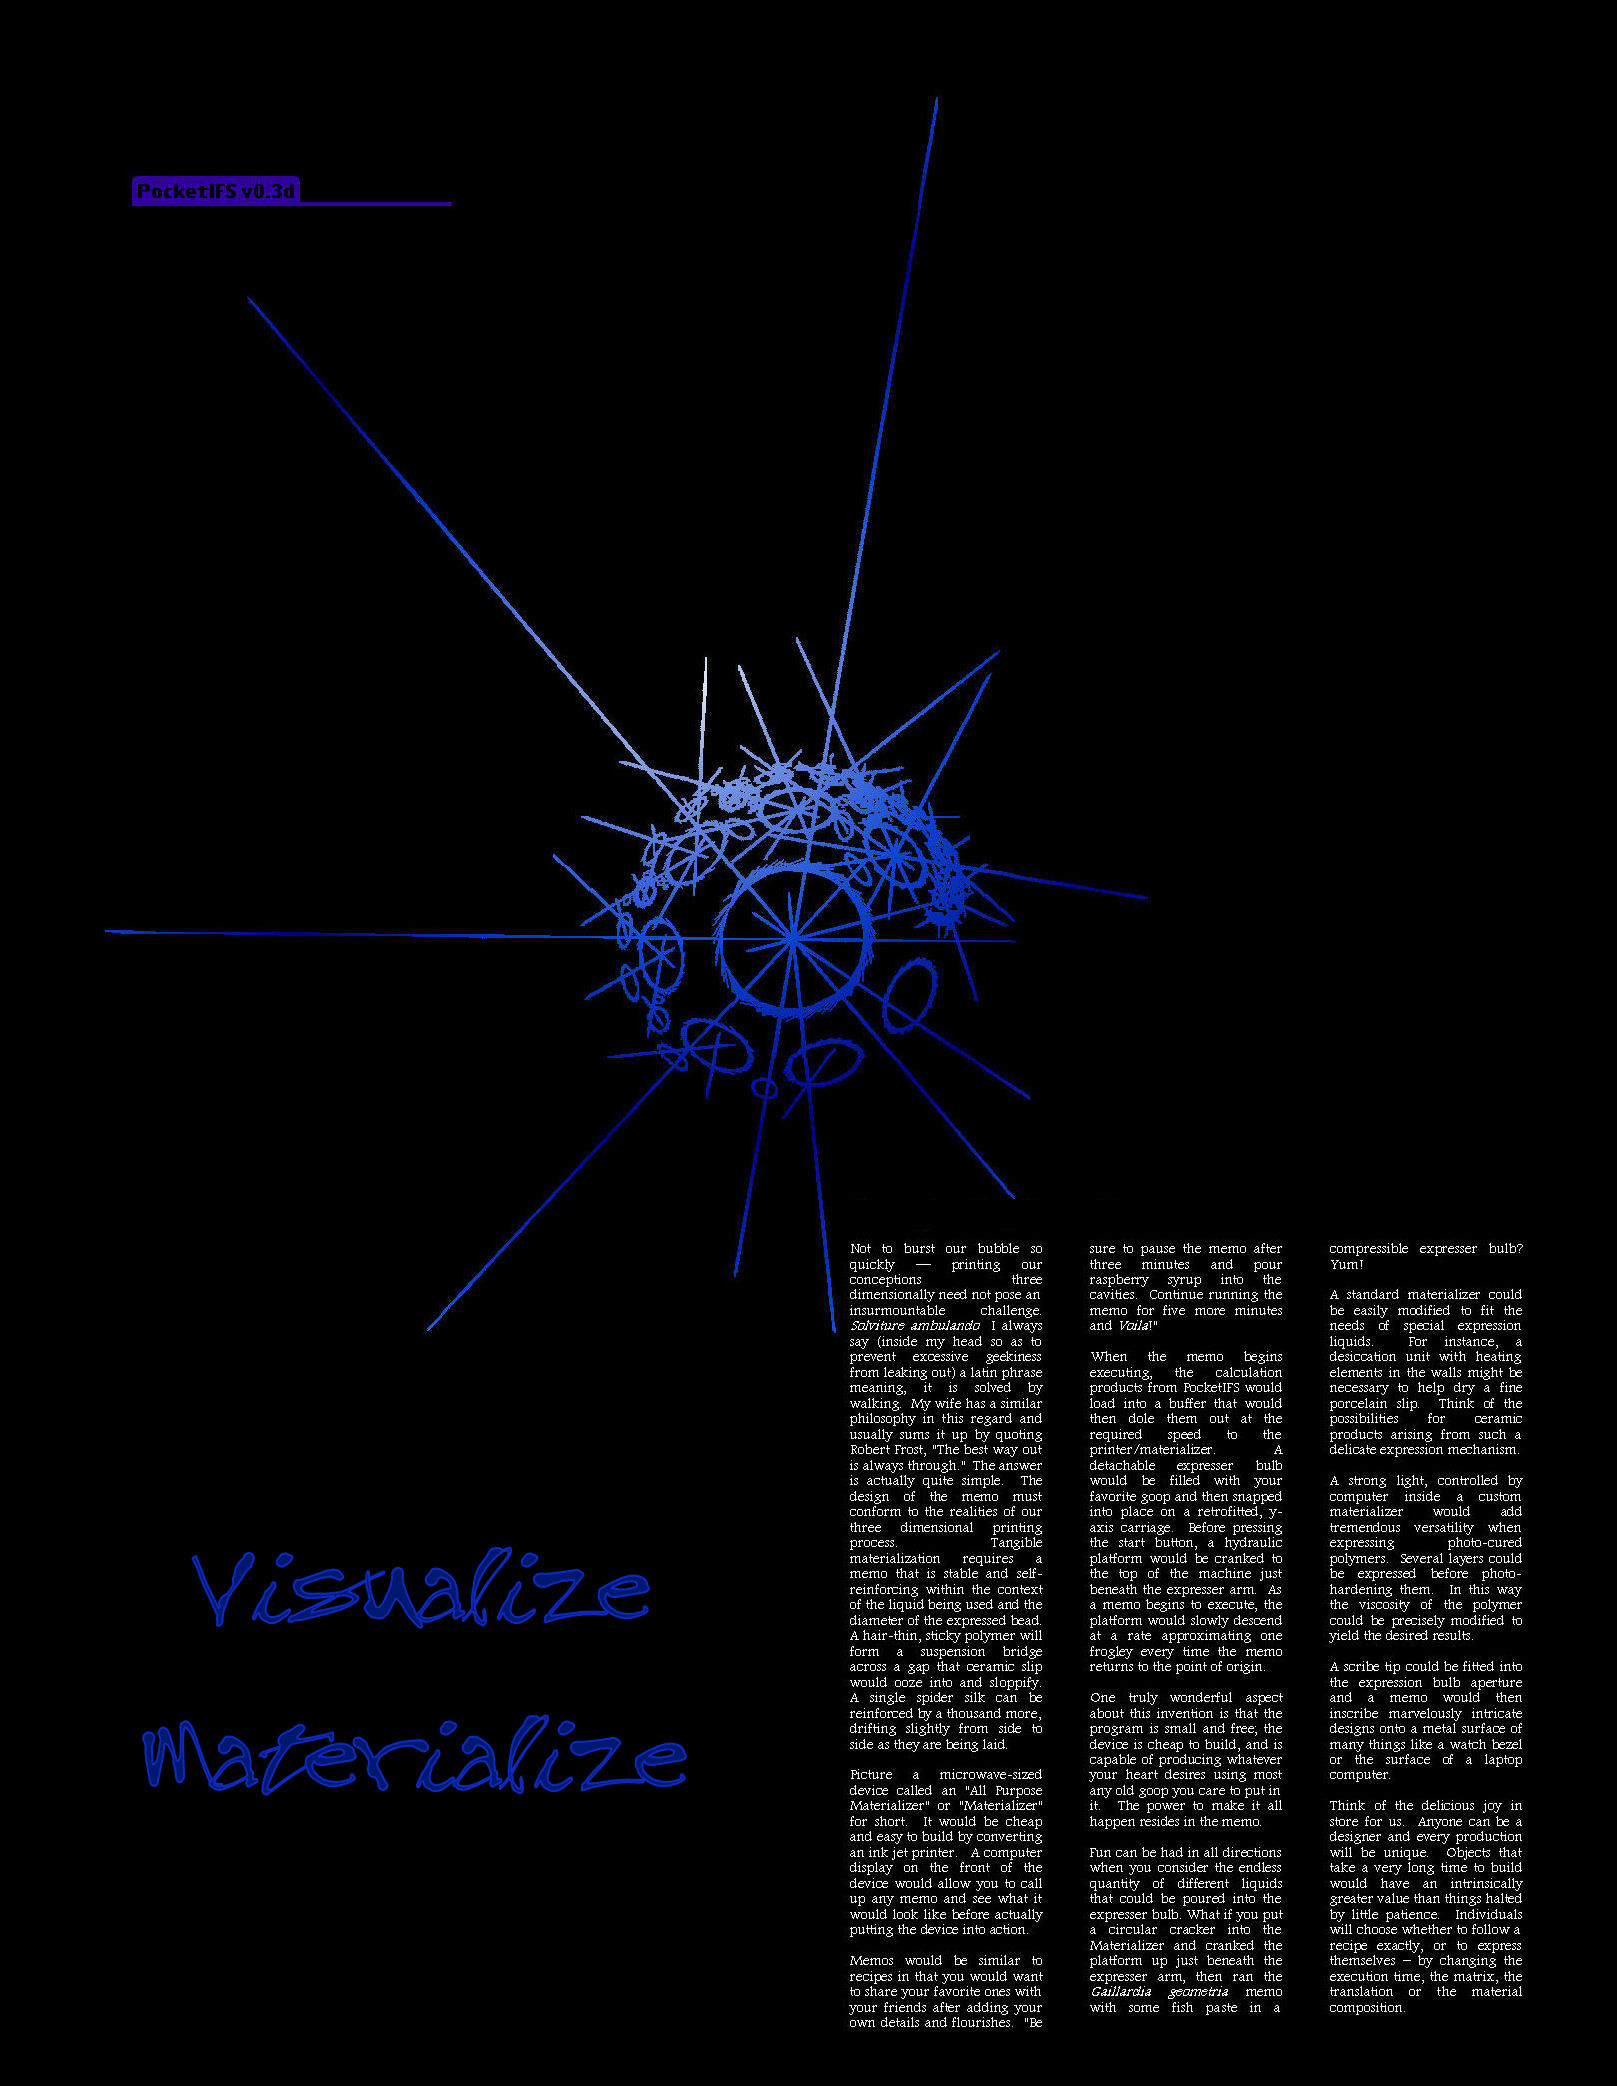 PocketIFS v0.3d
Visualize
Materialize
Not to burst our bubble so
quickly — printing our
conceptions three
dimensionally need not pose an
insurmountable challenge.
Solviture ambulando I always
say (inside my head so as to
prevent excessive geekiness
from leaking out) a latin phrase
meaning, it is solved by
walking. My wife has a similar
philosophy in this regard and
usually sums it up by quoting
Robert Frost, "The best way out
is always through." The answer
is actually quite simple. The
design of the memo must
conform to the realities of our
three dimensional printing
process. Tangible
materialization requires a
memo that is stable and self-
reinforcing within the context
of the liquid being used and the
diameter of the expressed bead.
A hair-thin, sticky polymer will
form a suspension bridge
across a gap that ceramic slip
would ooze into and sloppify.
A single spider silk can be
reinforced by a thousand more,
drifting slightly from side to
side as they are being laid.
Picture a microwave-sized
device called an "All Purpose
Materializer" or "Materializer"
for short. It would be cheap
and easy to build by converting
an ink jet printer. A computer
display on the front of the
device would allow you to call
up any memo and see what it
would look like before actually
putting the device into action.
Memos would be similar to
recipes in that you would want
to share your favorite ones with
your friends after adding your
own details and flourishes. "Be
sure to pause the memo after
three minutes and pour
raspberry syrup into the
cavities. Continue running the
memo for five more minutes
and Voila!"
When the memo begins
executing, the calculation
products from PocketIFS would
load into a buffer that would
then dole them out at the
required speed to the
printer/materializer. A
detachable expresser bulb
would be filled with your
favorite goop and then snapped
into place on a retrofitted, y-
axis carriage. Before pressing
the start button, a hydraulic
platform would be cranked to
the top of the machine just
beneath the expresser arm. As
a memo begins to execute, the
platform would slowly descend
at a rate approximating one
frogley every time the memo
returns to the point of origin.
One truly wonderful aspect
about this invention is that the
program is small and free; the
device is cheap to build, and is
capable of producing whatever
your heart desires using most
any old goop you care to put in
it. The power to make it all
happen resides in the memo.
Fun can be had in all directions
when you consider the endless
quantity of different liquids
that could be poured into the
expresser bulb. What if you put
a circular cracker into the
Materializer and cranked the
platform up just beneath the
expresser arm, then ran the
Gaillardia geometria memo
with some fish paste in a
compressible expresser bulb?
Yum!
A standard materializer could
be easily modified to fit the
needs of special expression
liquids. For instance, a
desiccation unit with heating
elements in the walls might be
necessary to help dry a fine
porcelain slip. Think of the
possibilities for ceramic
products arising from such a
delicate expression mechanism.
A strong light, controlled by
computer inside a custom
materializer would add
tremendous versatility when
expressing photo-cured
polymers. Several layers could
be expressed before photo-
hardening them. In this way
the viscosity of the polymer
could be precisely modified to
yield the desired results.
A scribe tip could be fitted into
the expression bulb aperture
and a memo would then
inscribe marvelously intricate
designs onto a metal surface of
many things like a watch bezel
or the surface of a laptop
computer.
Think of the delicious joy in
store for us. Anyone can be a
designer and every production
will be unique. Objects that
take a very long time to build
would have an intrinsically
greater value than things halted
by little patience. Individuals
will choose whether to follow a
recipe exactly, or to express
themselves – by changing the
execution time, the matrix, the
translation or the material
composition.